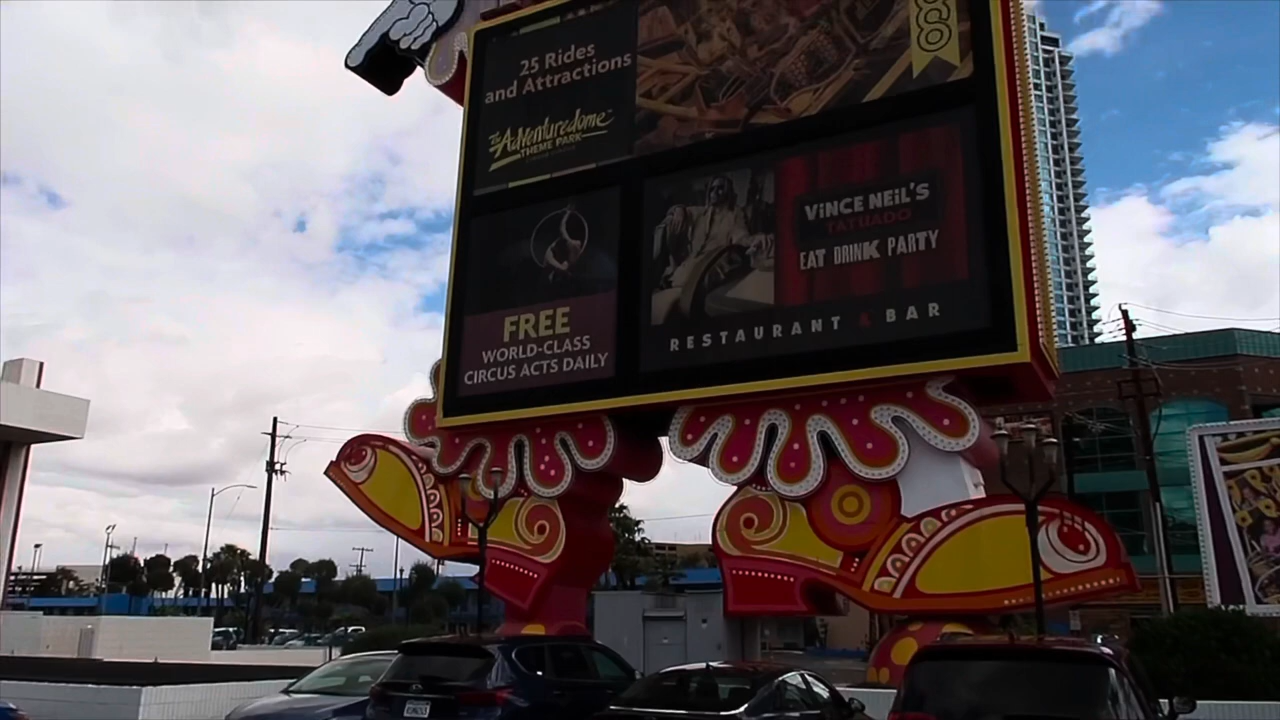 25 Rides
and Attractions
The Adventuredome
THEME PARK
FREE
WORLD-CLASS
CIRCUS ACTS DAILY
VINCE NEIL'S
TATUADO
EAT DRINK PARTY
RESTAURANT & BAR